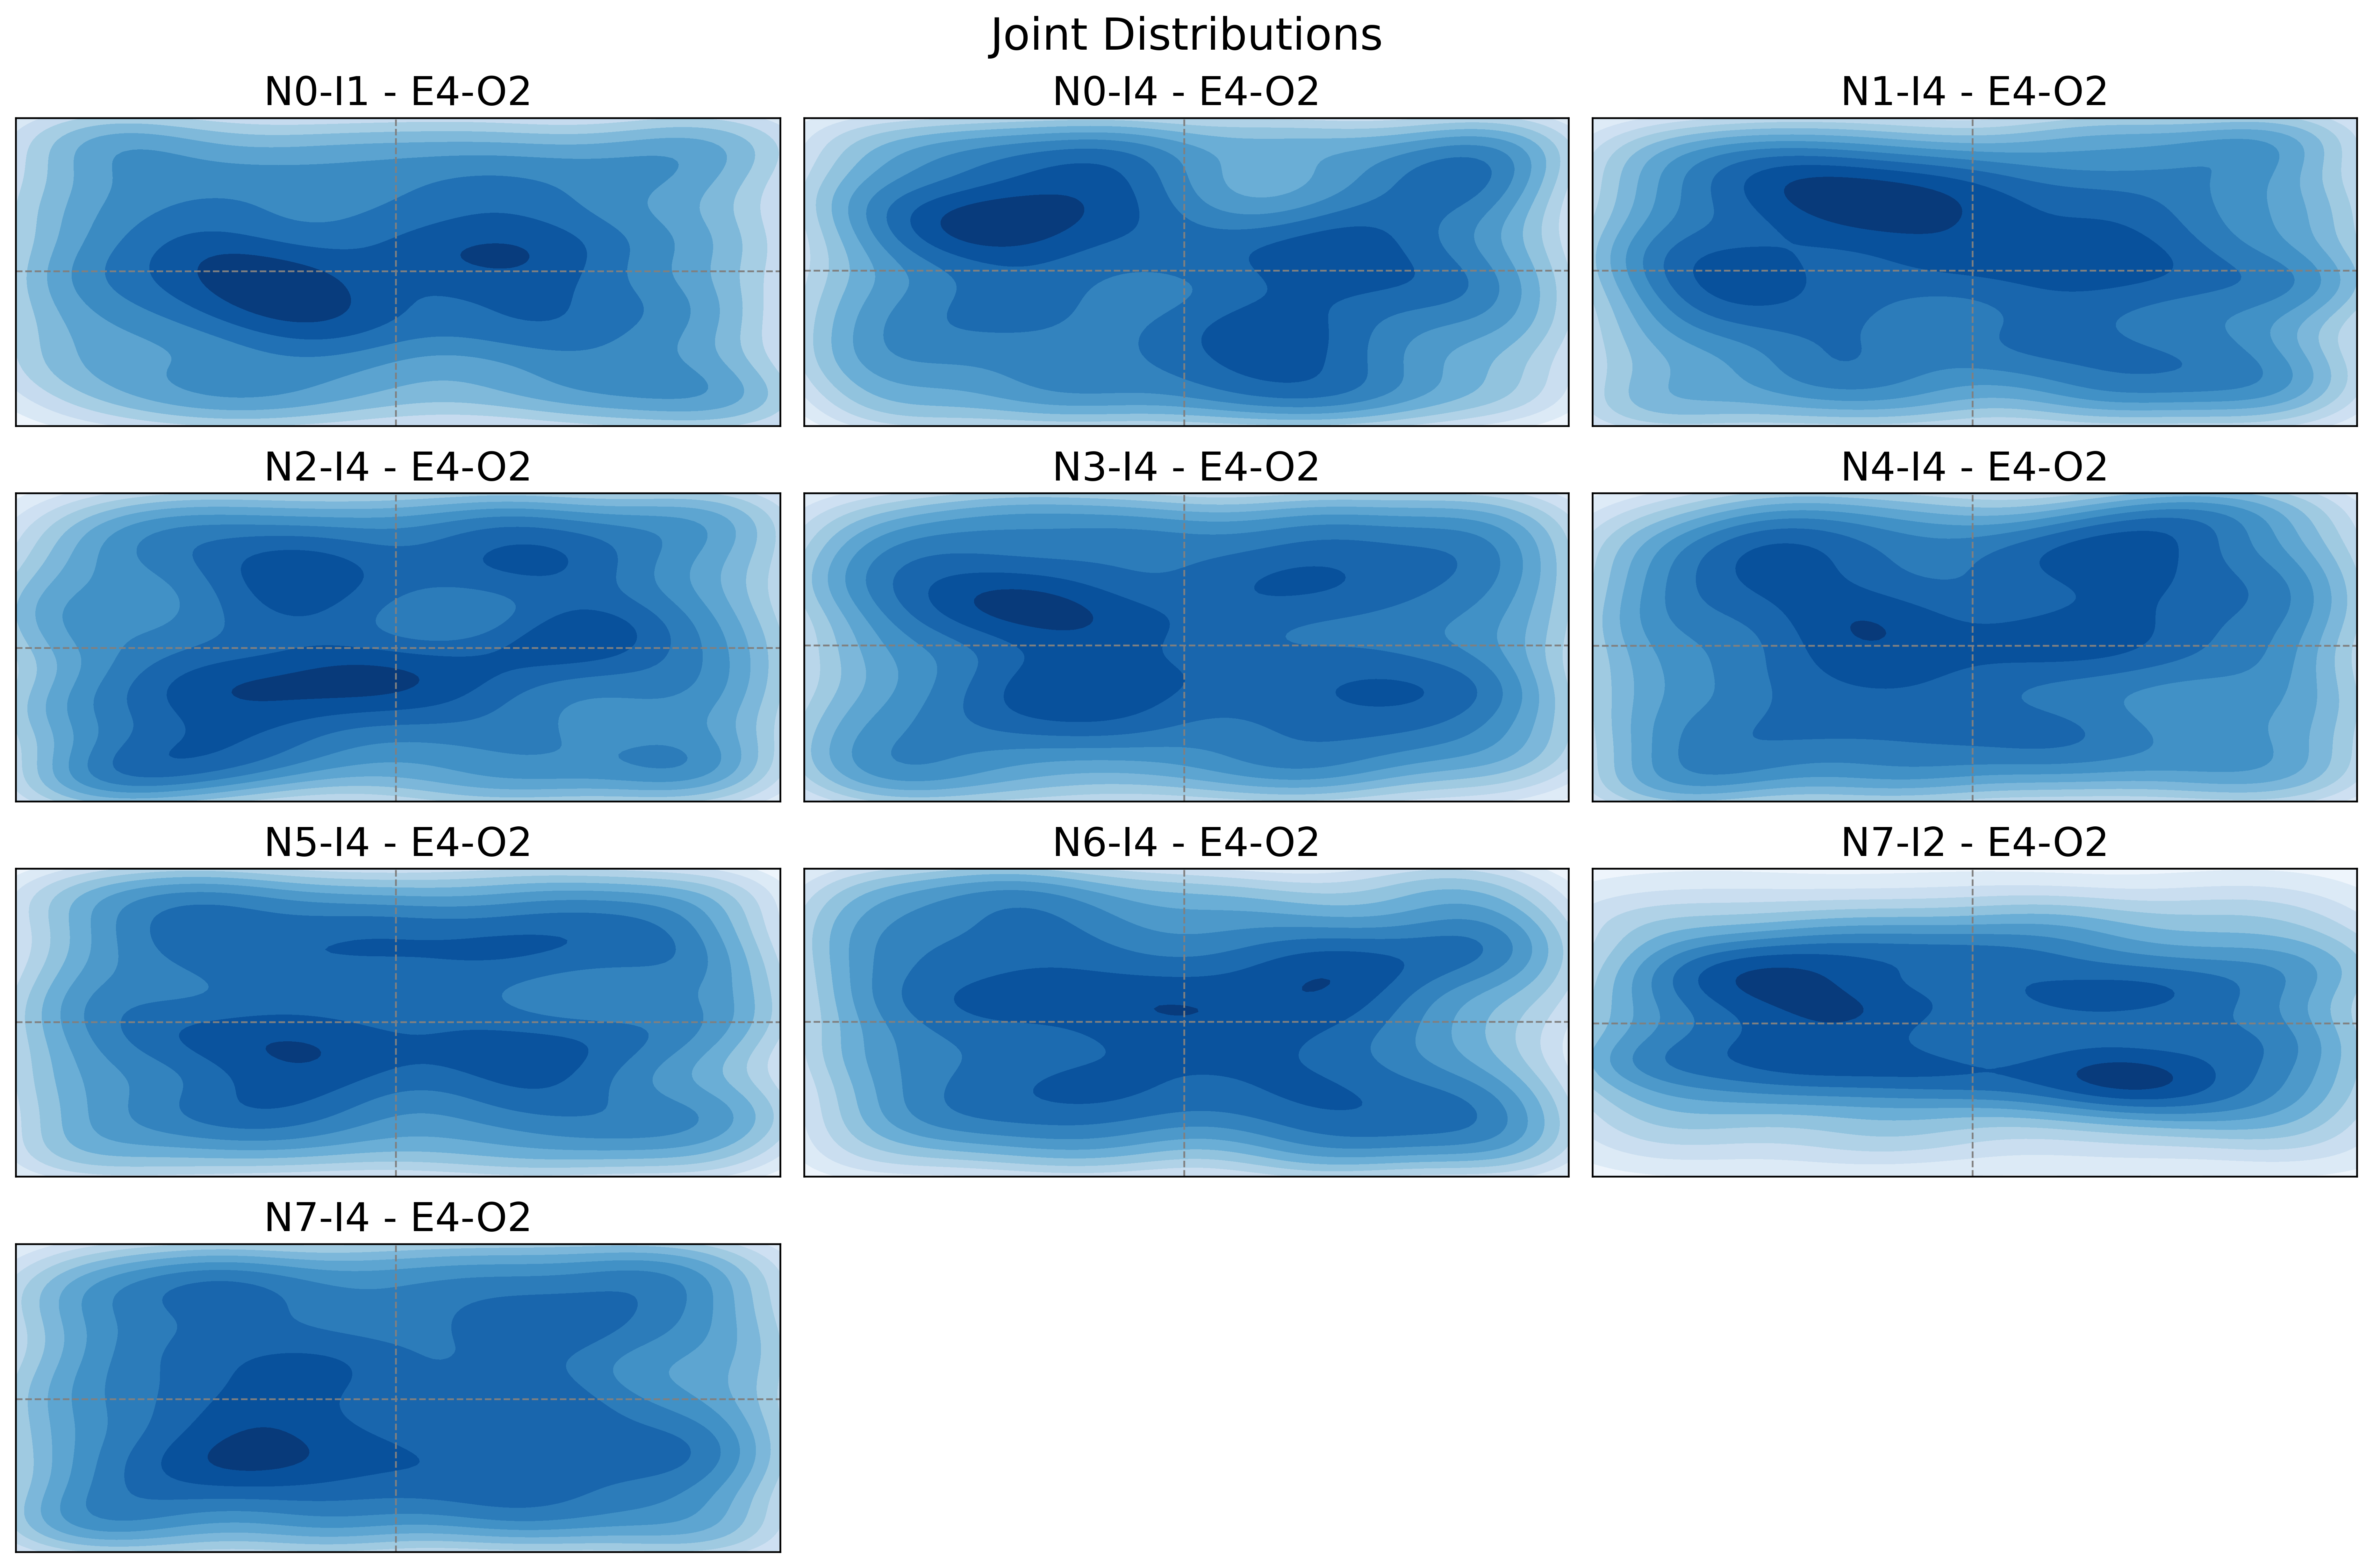 Joint Distributions
N0-I1 - E4-O2
N0-I4 - E4-O2
N1-I4 - E4-O2
N2-I4 - E4-O2
N3-I4 - E4-O2
N4-I4 - E4-O2
N5-I4 - E4-O2
N6-I4 - E4-O2
N7-I2 - E4-O2
N7-I4 - E4-O2